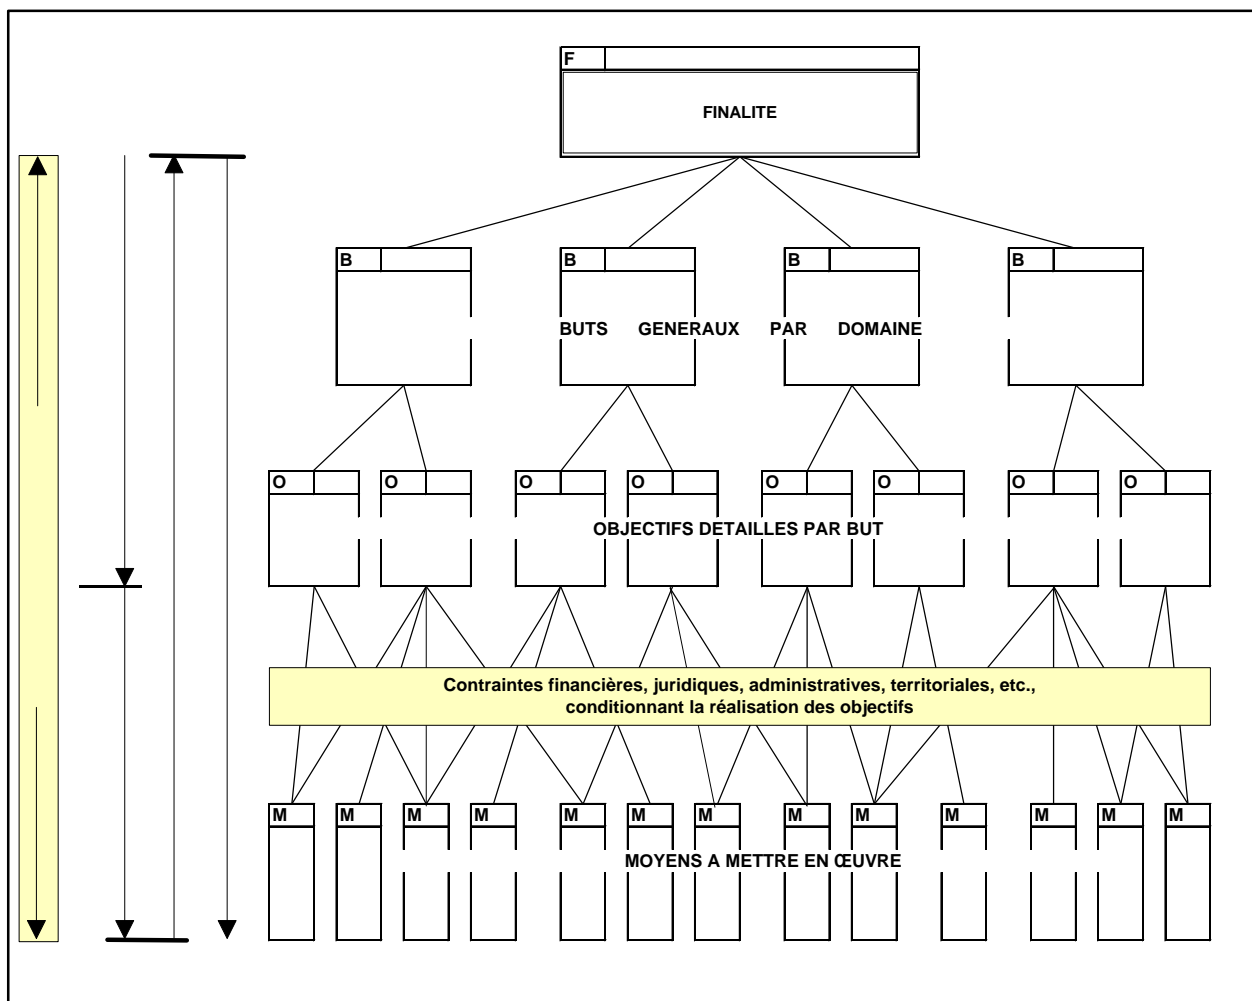 F
FINALITE
B B B B
BUTS GENERAUX PAR DOMAINE
O O O O O O O O
OBJECTIFS DETAILLES PAR BUT
Contraintes financières, juridiques, administratives, territoriales, etc.,
conditionnant la réalisation des objectifs
M M M M M M M M M M M M M
MOYENS A METTRE EN ŒUVRE